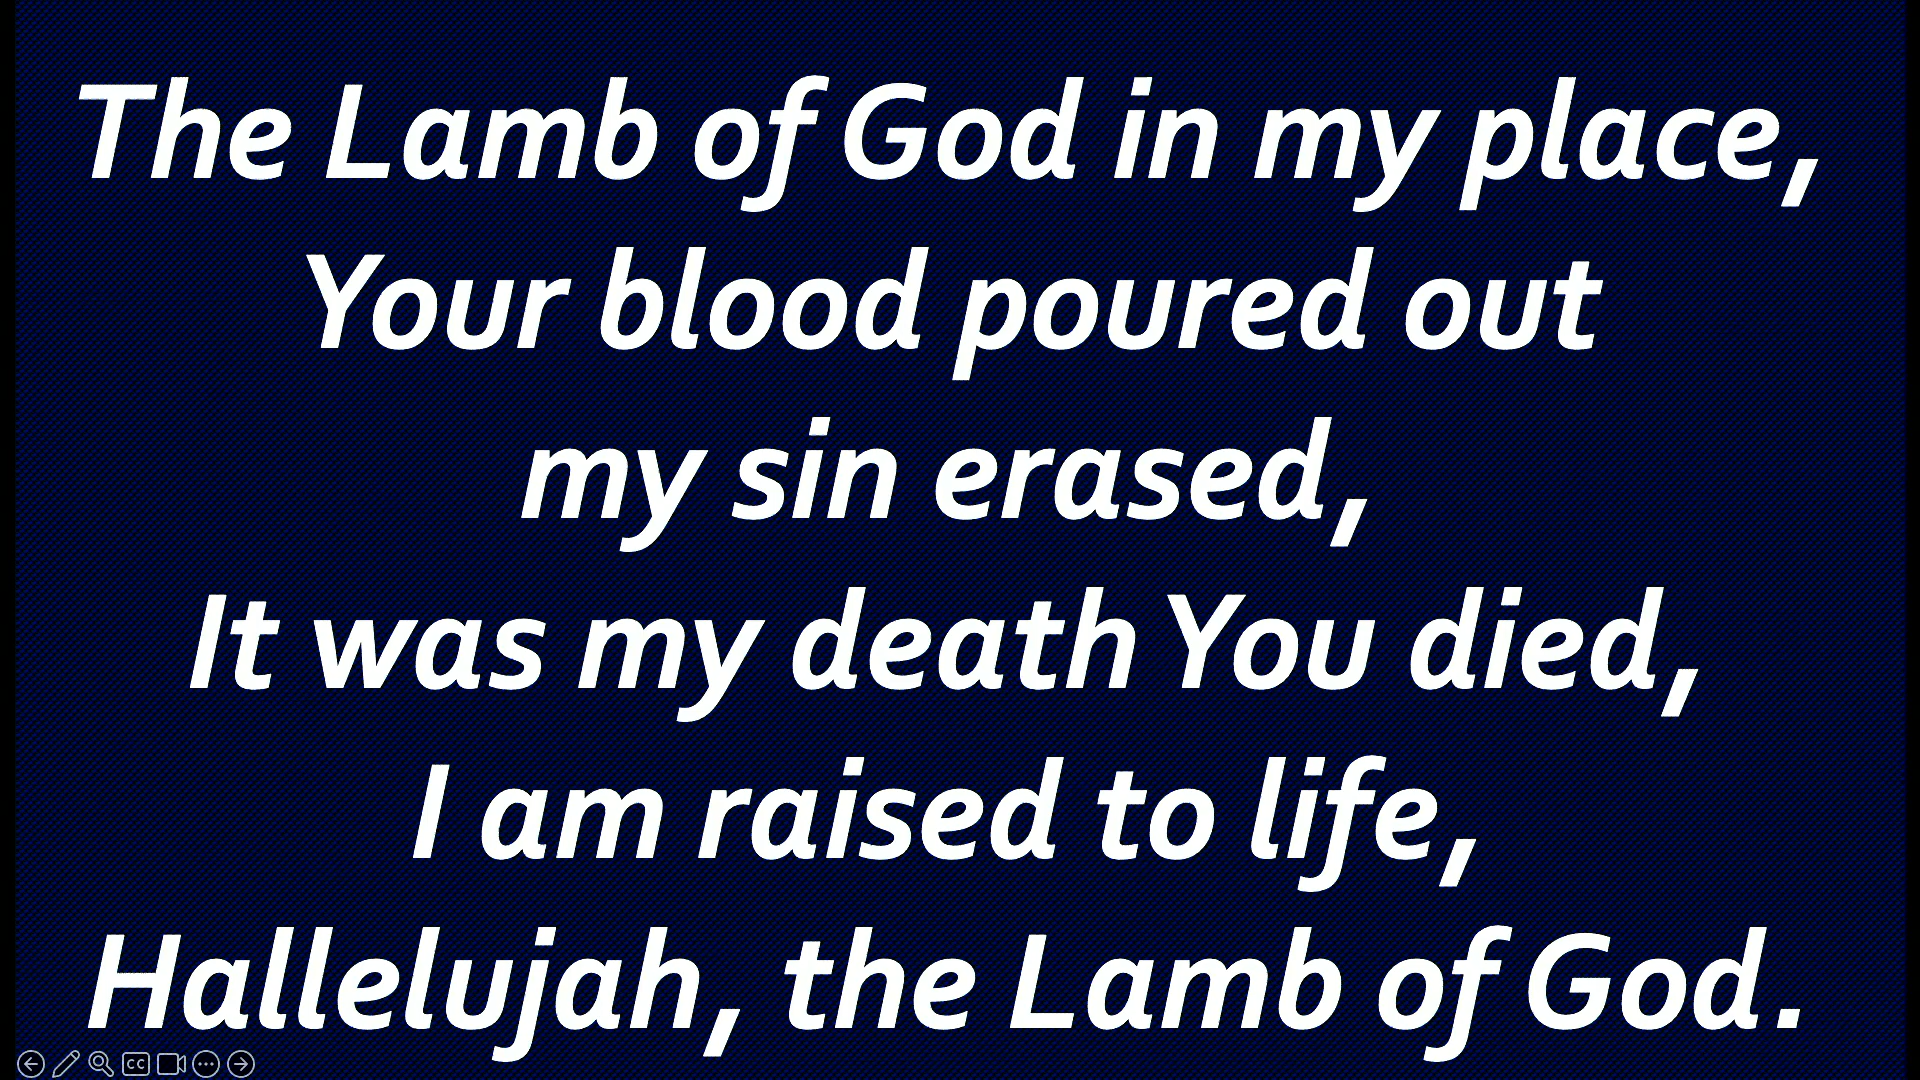 The Lamb of God in my place,
Your blood poured out
my sin erased,
It was my death You died,
I am raised to life,
Hallelujah, the Lamb of God.
CC